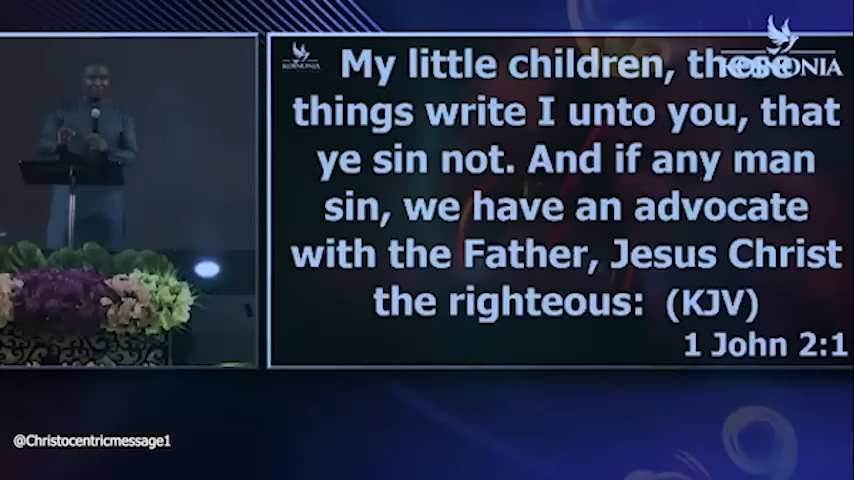 KOINONIA
My little children, these
KOINONIA
things write I unto you, that
ye sin not. And if any man
sin, we have an advocate
with the Father, Jesus Christ
the righteous: (KJV)
1 John 2:1
@Christocentricmessage1